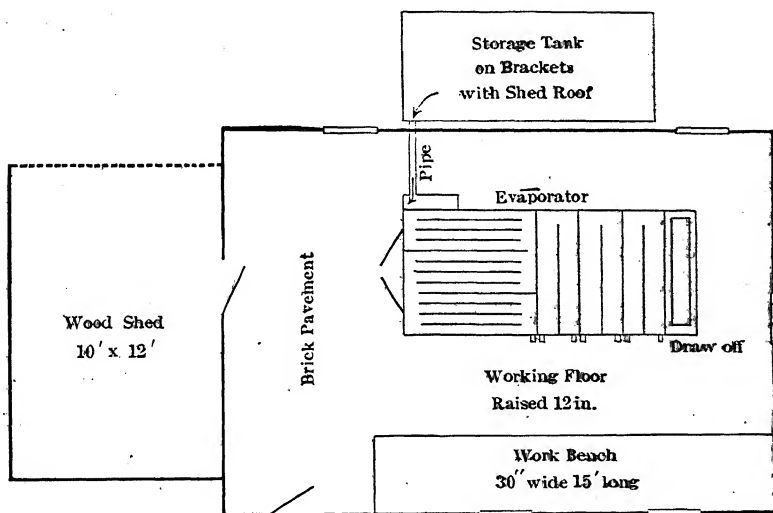 Storage Tank
on Brackets
with Shed Roof
Pipe
Evaporator
Brick Pavement
Wood Shed
10' x 12'
Draw off
Working Floor
Raised 12 in.
Work Bench
30" wide 15' long